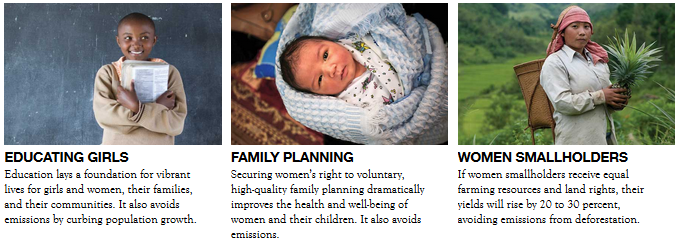 EDUCATING GIRLS
Education lays a foundation for vibrant
lives for girls and women, their families,
and their communities. It also avoids
emissions by curbing population growth.
FAMILY PLANNING
Securing women's right to voluntary,
high-quality family planning dramatically
improves the health and well-being of
women and their children. It also avoids
emissions.
WOMEN SMALLHOLDERS
If women smallholders receive equal
farming resources and land rights, their
yields will rise by 20 to 30 percent,
avoiding emissions from deforestation.